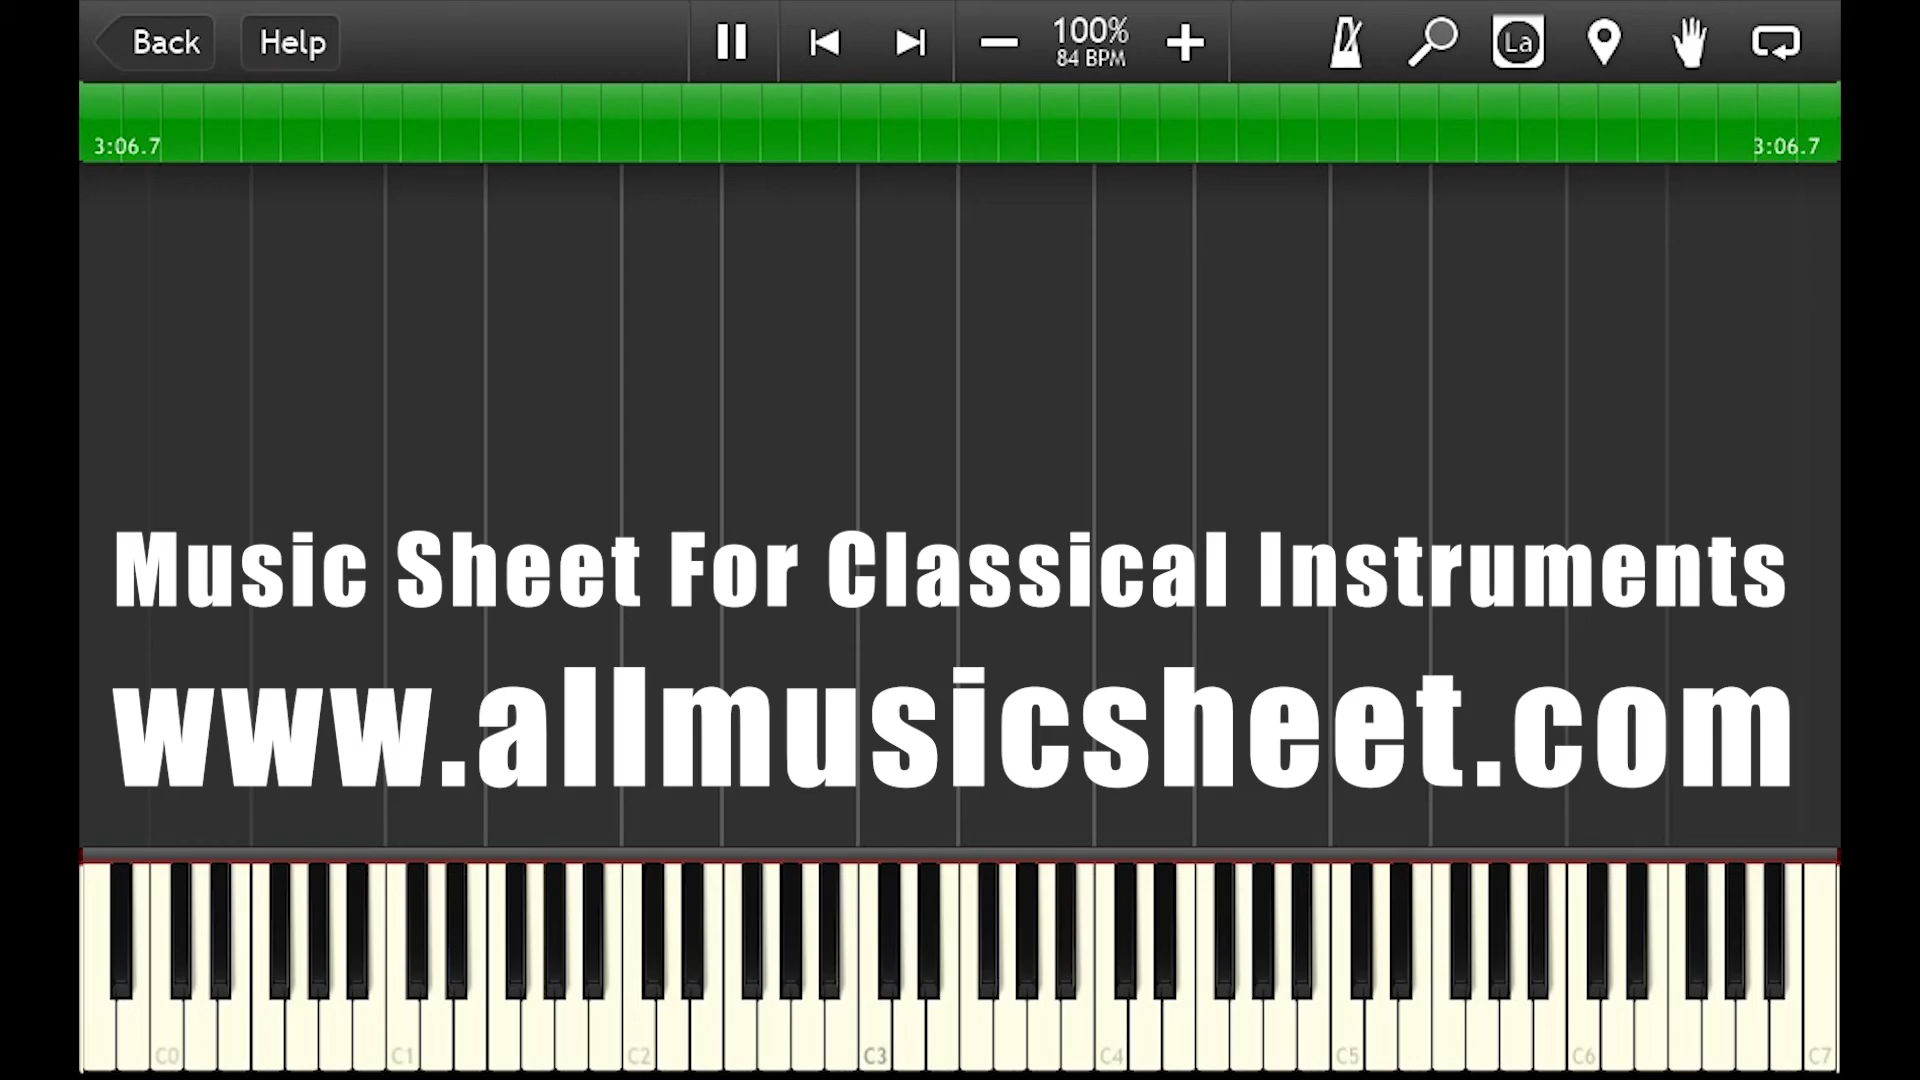 Back Help 100% La
84 BPM
3:06.7 3:06.7
Music Sheet For Classical Instruments
www.allmusicsheet.com
C0 C1 C2 C3 C4 C5 C6 C7